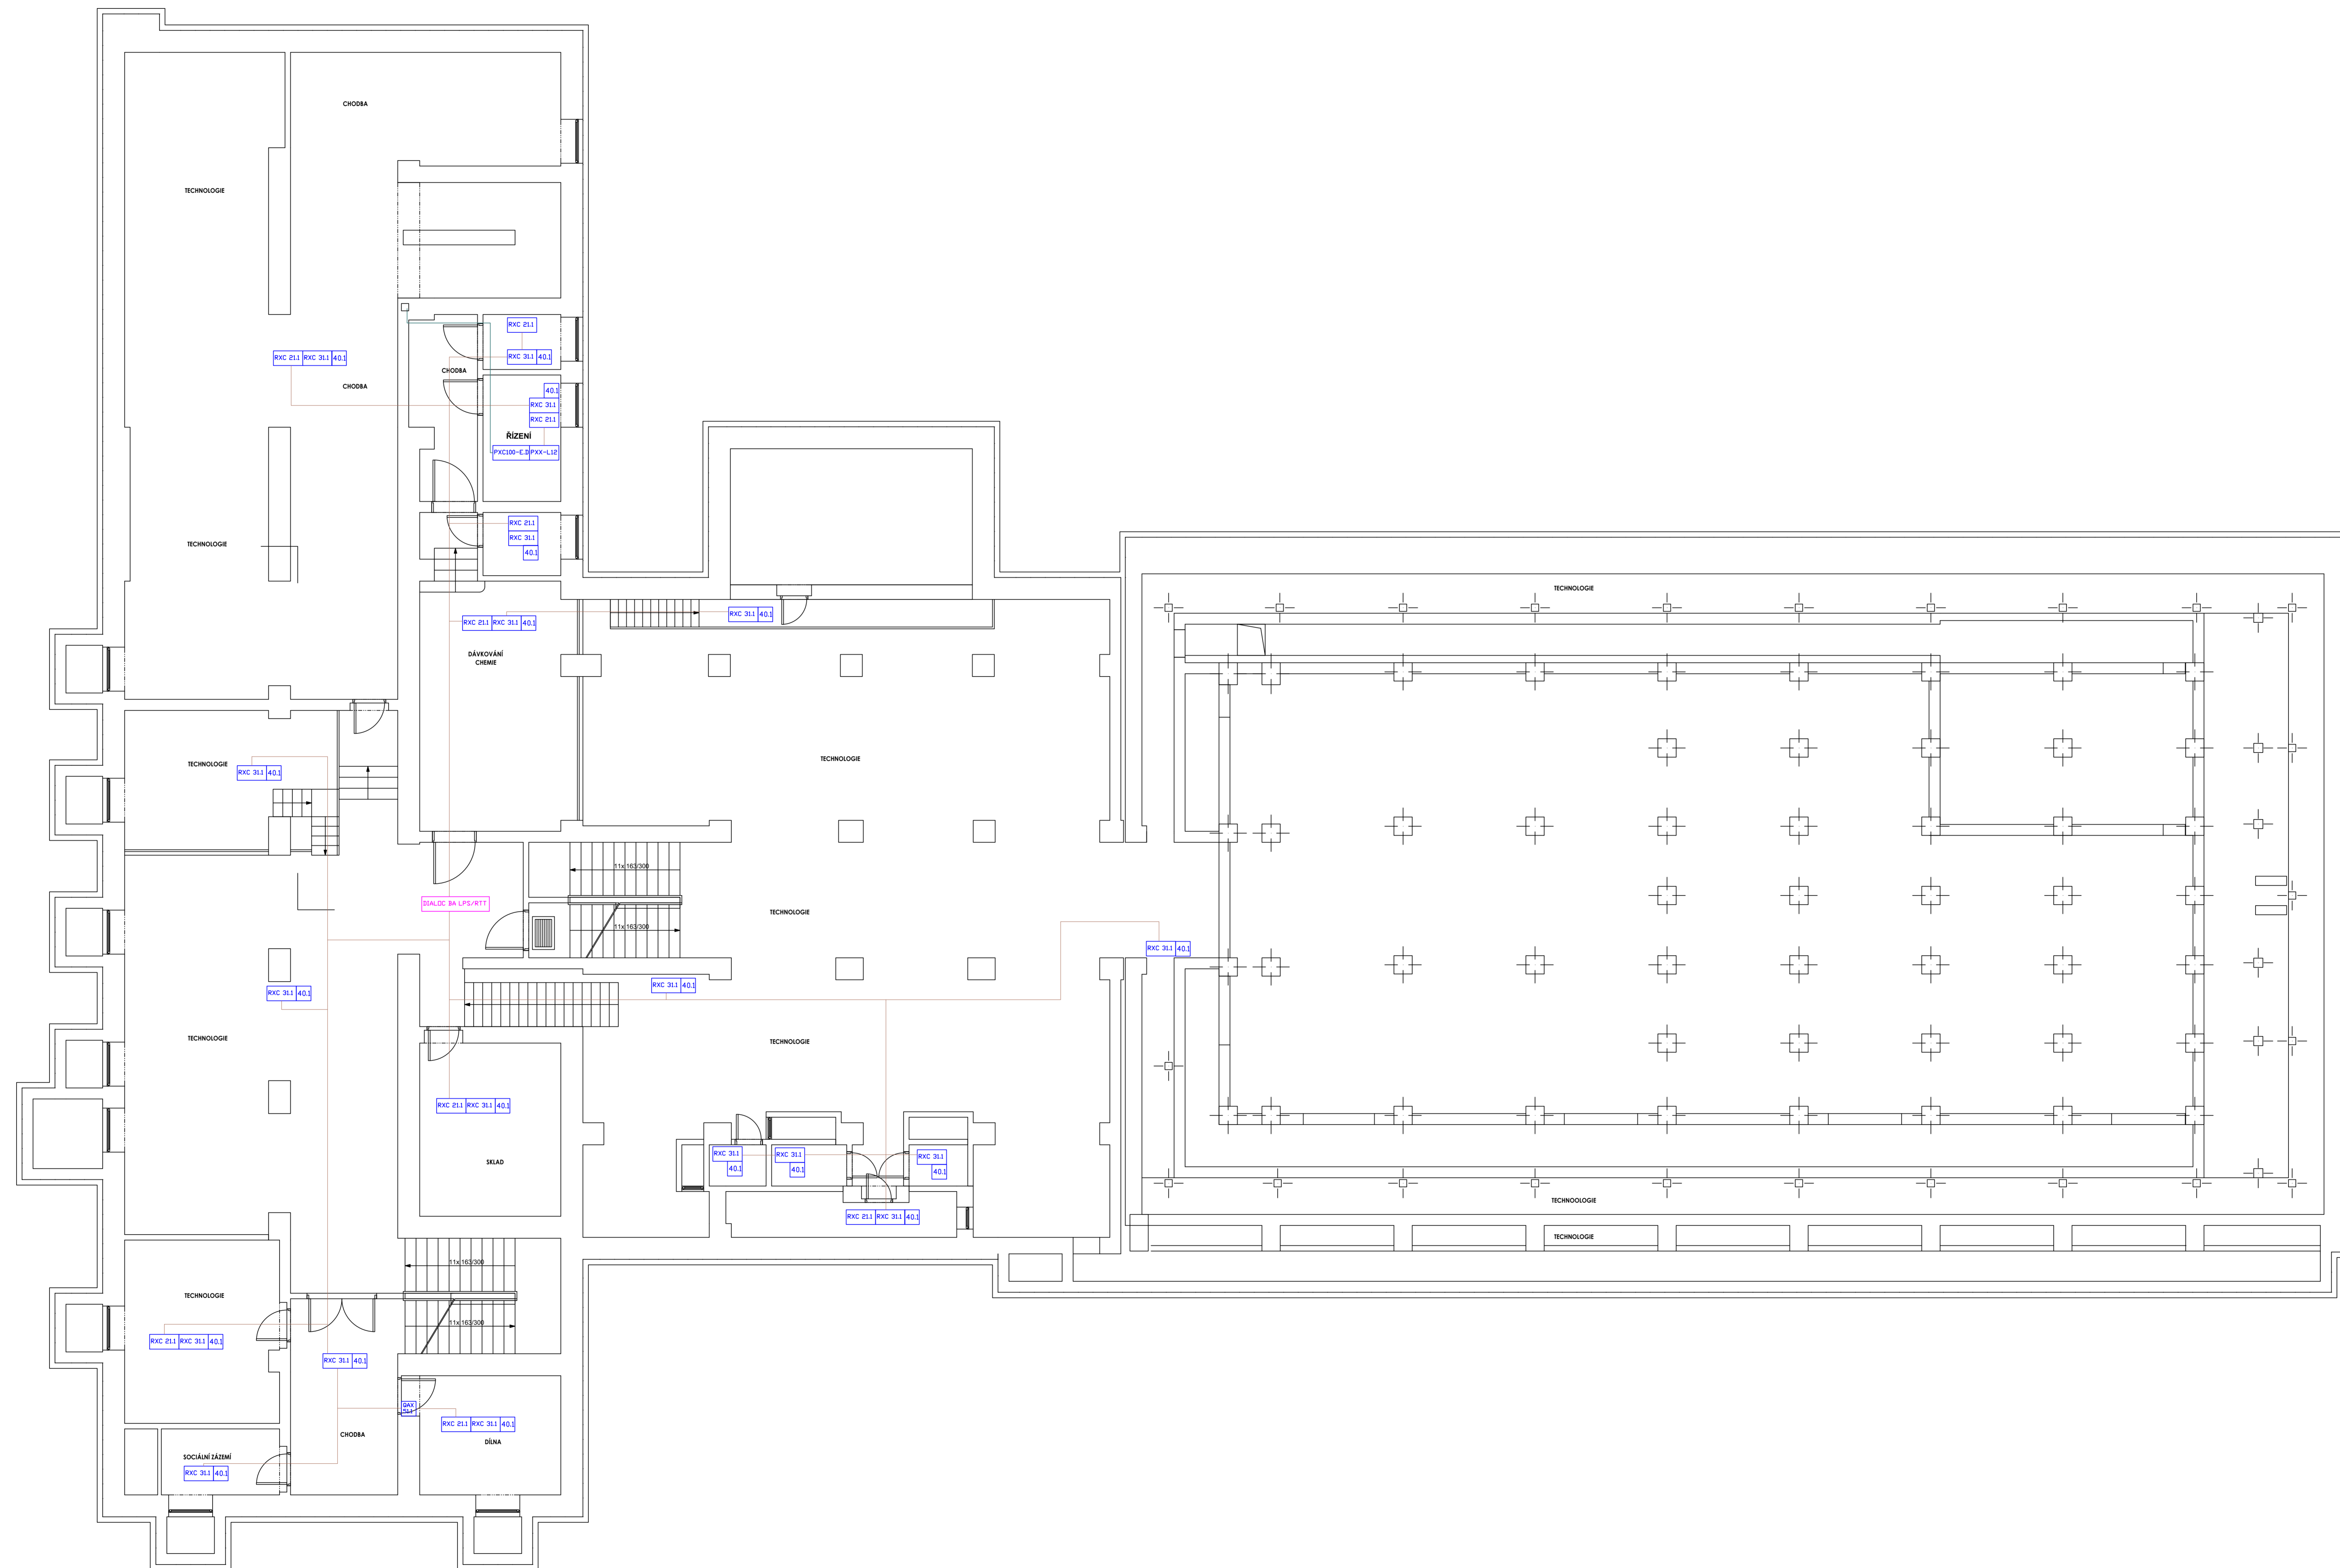 CHODBA
TECHNOLOGIE
RXC 21.1
RXC 21.1 RXC 31.1 40.1
RXC 31.1 40.1
CHODBA
CHODBA
40.1
RXC 31.1
RXC 21.1
ŘÍZENÍ
PXC100-E.D PXX-L12
RXC 21.1
RXC 31.1
40.1
TECHNOLOGIE
TECHNOLOGIE
RXC 31.1 40.1
RXC 21.1 RXC 31.1 40.1
DÁVKOVÁNÍ
CHEMIE
TECHNOLOGIE
TECHNOLOGIE
RXC 31.1 40.1
11x 163/300
DIALOC BA LPS/RTT
TECHNOLOGIE
11x 163/300
RXC 31.1 40.1
RXC 31.1 40.1
RXC 31.1 40.1
TECHNOLOGIE
TECHNOLOGIE
RXC 21.1 RXC 31.1 40.1
SKLAD
RXC 31.1
40.1
RXC 31.1
40.1
RXC 31.1
40.1
TECHNOOLOGIE
RXC 21.1 RXC 31.1 40.1
TECHNOLOGIE
11x 163/300
TECHNOLOGIE
11x 163/300
RXC 21.1 RXC 31.1 40.1
RXC 31.1 40.1
QAX
51.1
RXC 21.1 RXC 31.1 40.1
CHODBA
DÍLNA
SOCIÁLNÍ ZÁZEMÍ
RXC 31.1 40.1